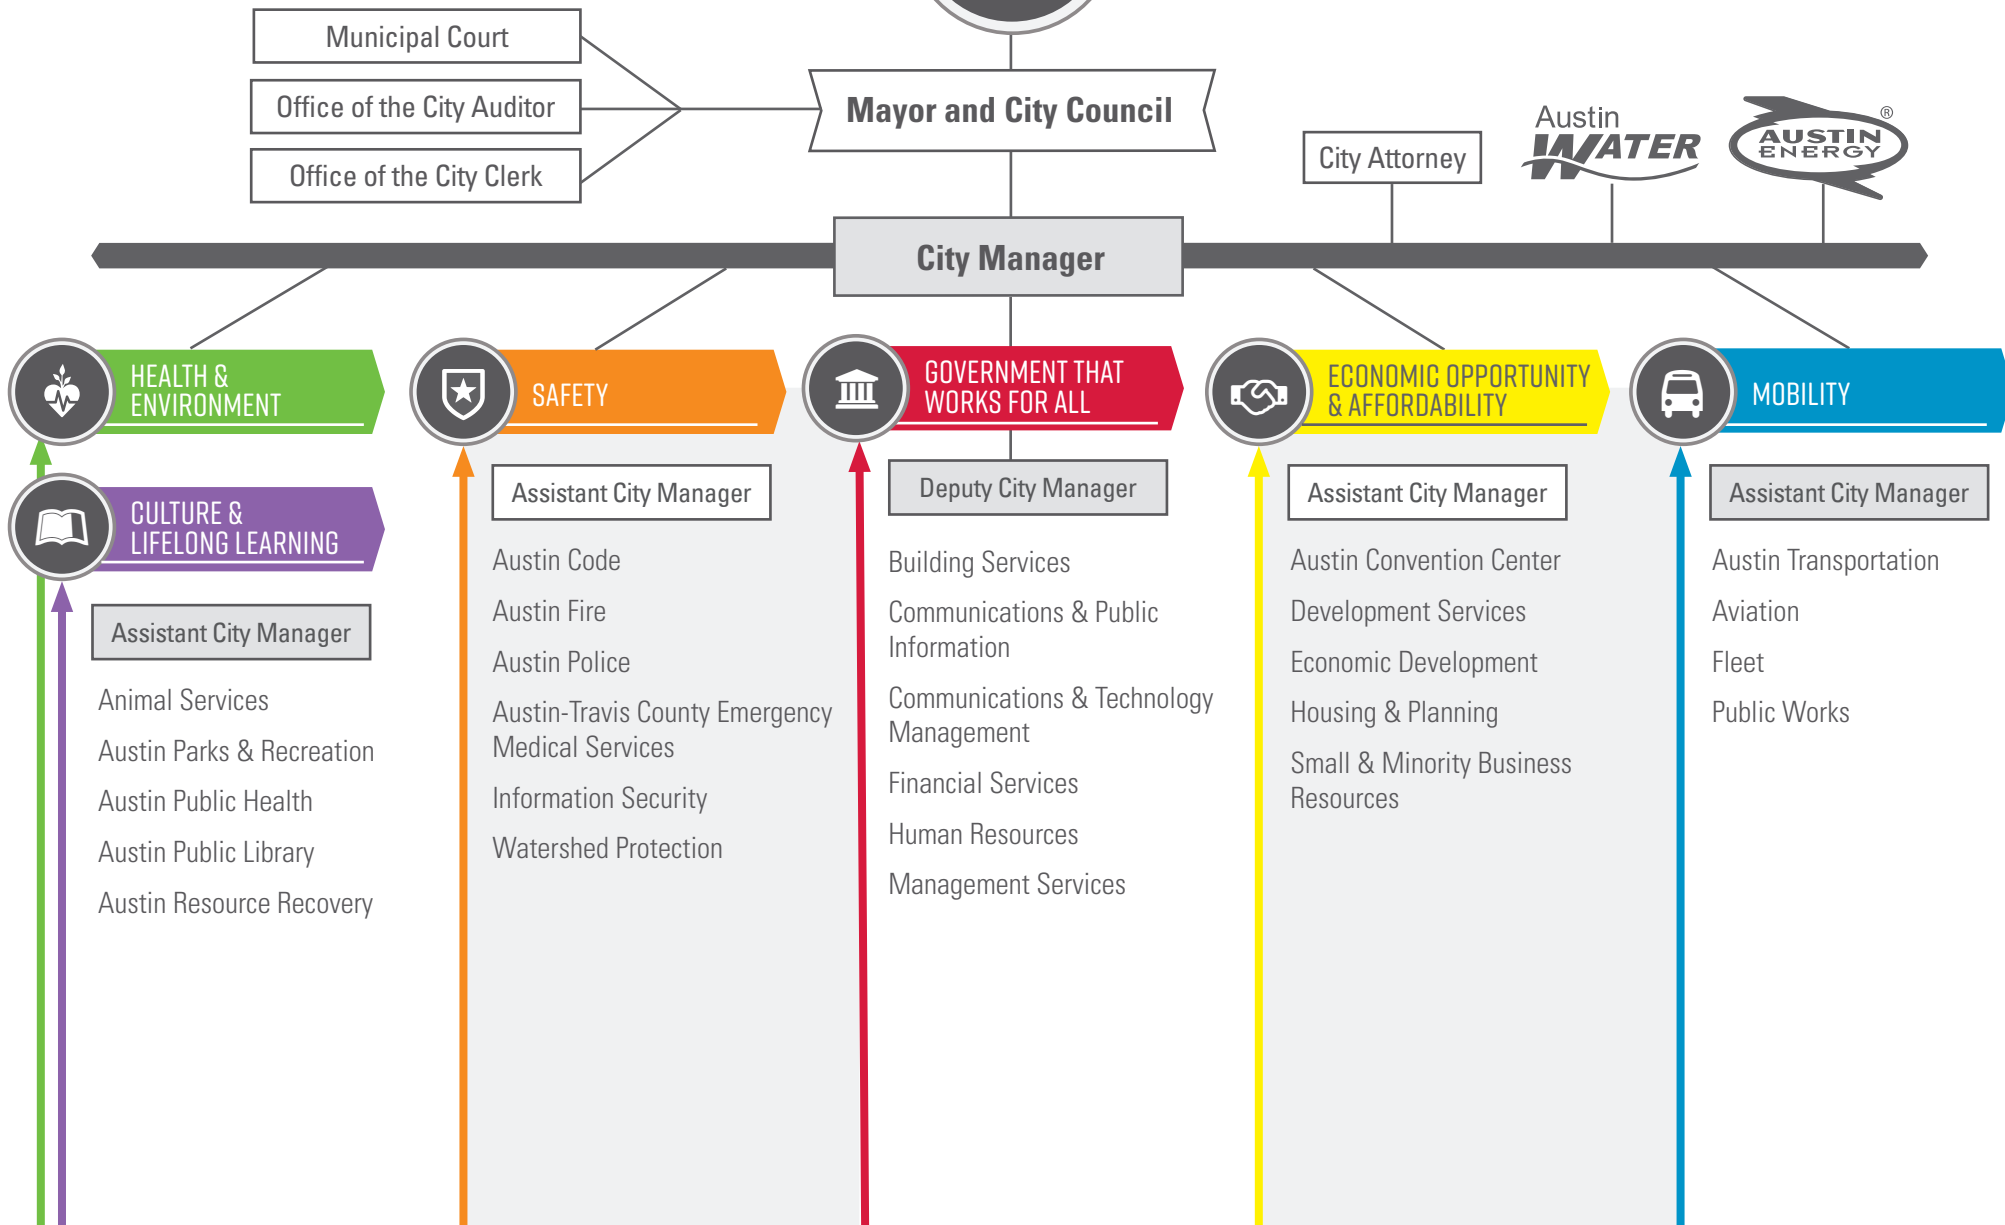 Municipal Court
Office of the City Auditor
Office of the City Clerk
Mayor and City Council
City Attorney
Austin
WATER
AUSTIN
ENERGY
®
City Manager
HEALTH &
ENVIRONMENT
CULTURE &
LIFELONG LEARNING
Assistant City Manager
Animal Services
Austin Parks & Recreation
Austin Public Health
Austin Public Library
Austin Resource Recovery
SAFETY
Assistant City Manager
Austin Code
Austin Fire
Austin Police
Austin-Travis County Emergency
Medical Services
Information Security
Watershed Protection
GOVERNMENT THAT
WORKS FOR ALL
Deputy City Manager
Building Services
Communications & Public
Information
Communications & Technology
Management
Financial Services
Human Resources
Management Services
ECONOMIC OPPORTUNITY
& AFFORDABILITY
Assistant City Manager
Austin Convention Center
Development Services
Economic Development
Housing & Planning
Small & Minority Business
Resources
MOBILITY
Assistant City Manager
Austin Transportation
Aviation
Fleet
Public Works